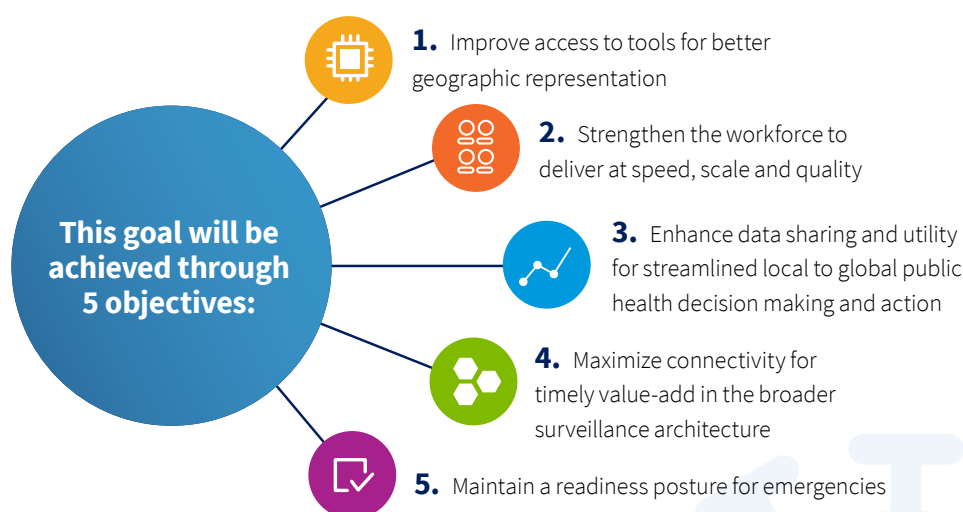 This goal will be
achieved through
5 objectives:
1. Improve access to tools for better
geographic representation
2. Strengthen the workforce to
deliver at speed, scale and quality
3. Enhance data sharing and utility
for streamlined local to global public
health decision making and action
4. Maximize connectivity for
timely value-add in the broader
surveillance architecture
5. Maintain a readiness posture for emergencies